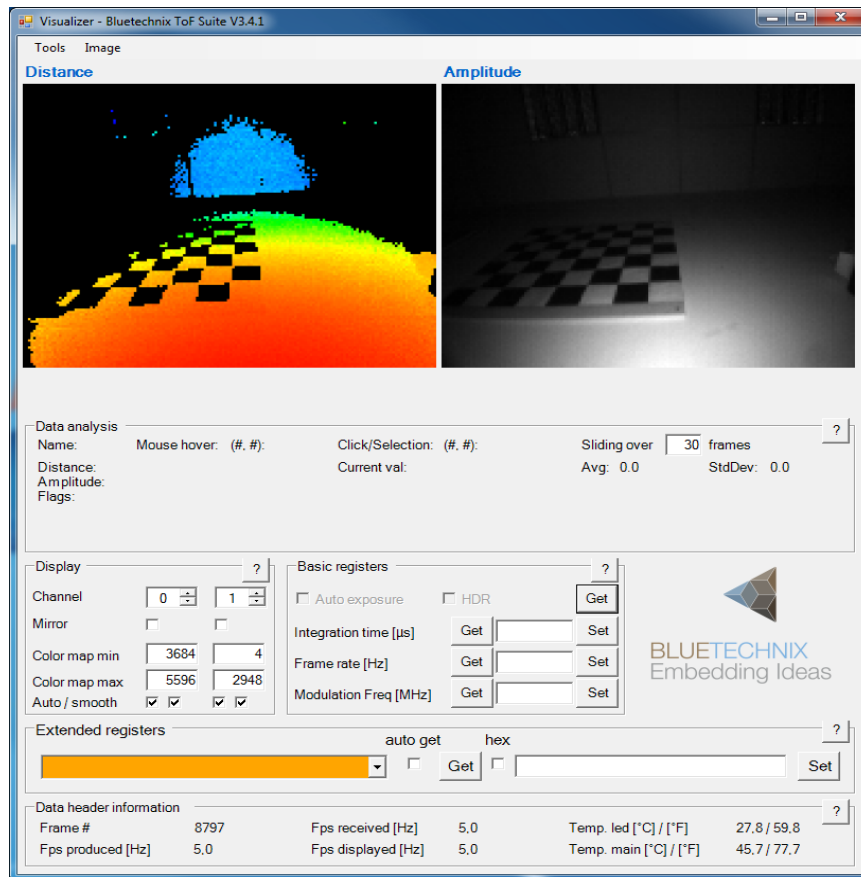 Visualizer - Bluetechnix ToF Suite V3.4.1
Tools Image
Distance Amplitude
Data analysis ?
Name: Mouse hover: (#, #): Click/Selection: (#, #): Sliding over 30 frames
Distance: Current val: Avg: 0.0 StdDev: 0.0
Amplitude:
Flags:
Display ? Basic registers ?
Channel 0 1 Auto exposure HDR Get
Mirror
Integration time [µs] Get Set
Color map min 3684 4
Frame rate [Hz] Get Set
Color map max 5596 2948
Modulation Freq [MHz] Get Set
Auto / smooth
BLUETECHNIX
Embedding Ideas
Extended registers ?
auto get hex
Get Set
Data header information ?
Frame # 8797 Fps received [Hz] 5,0 Temp. led [°C] / [°F] 27,8 / 59,8
Fps produced [Hz] 5,0 Fps displayed [Hz] 5,0 Temp. main [°C] / [°F] 45,7 / 77,7